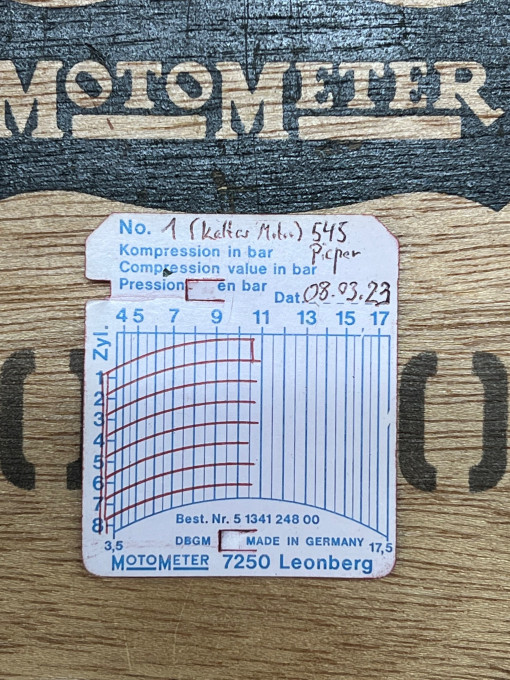 MOTOMETER
No. 1 (kalter Motor) 545
Kompression in bar Pieper
Compression value in bar
Pression en bar Dat. 08.03.23
4 5 7 9 11 13 15 17
Zyl.
1
2
3
4
5
6
7
8
Best. Nr. 5 1341 248 00
3,5 DBGM MADE IN GERMANY 17,5
MOTOMETER 7250 Leonberg